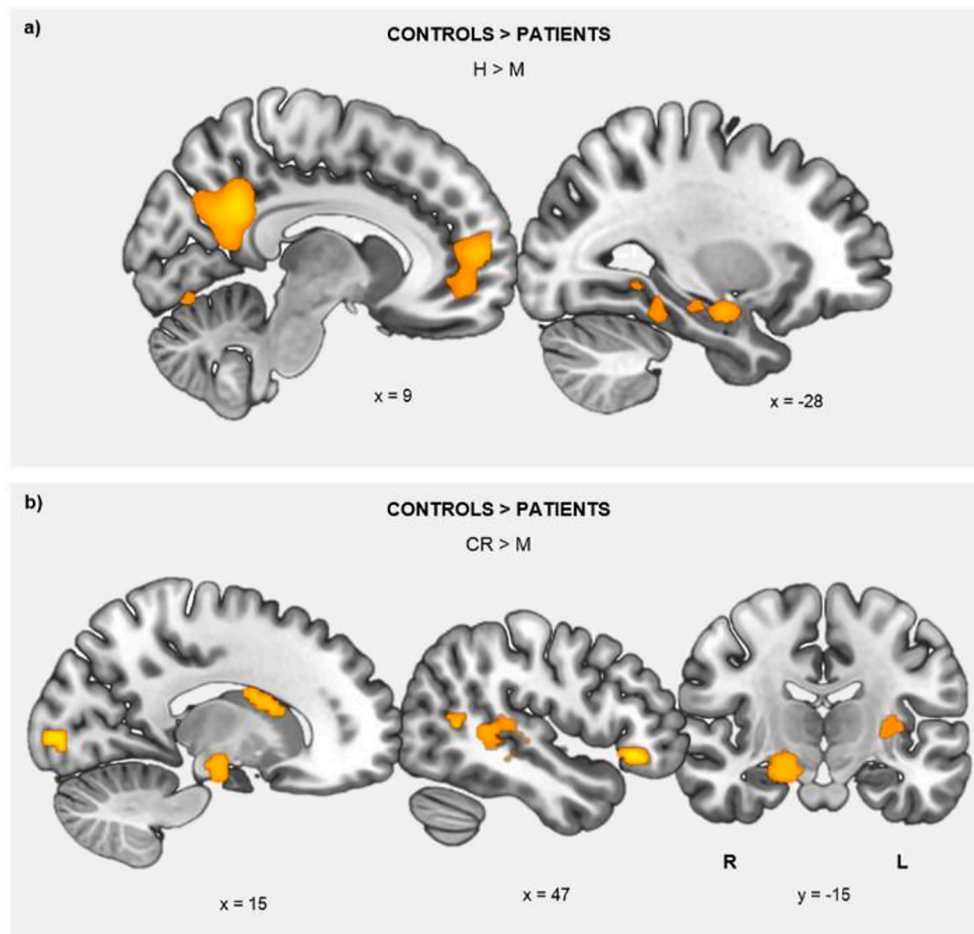 a)
CONTROLS > PATIENTS
H > M
x = 9
x = -28
b)
CONTROLS > PATIENTS
CR > M
R
L
x = 15
x = 47
y = -15